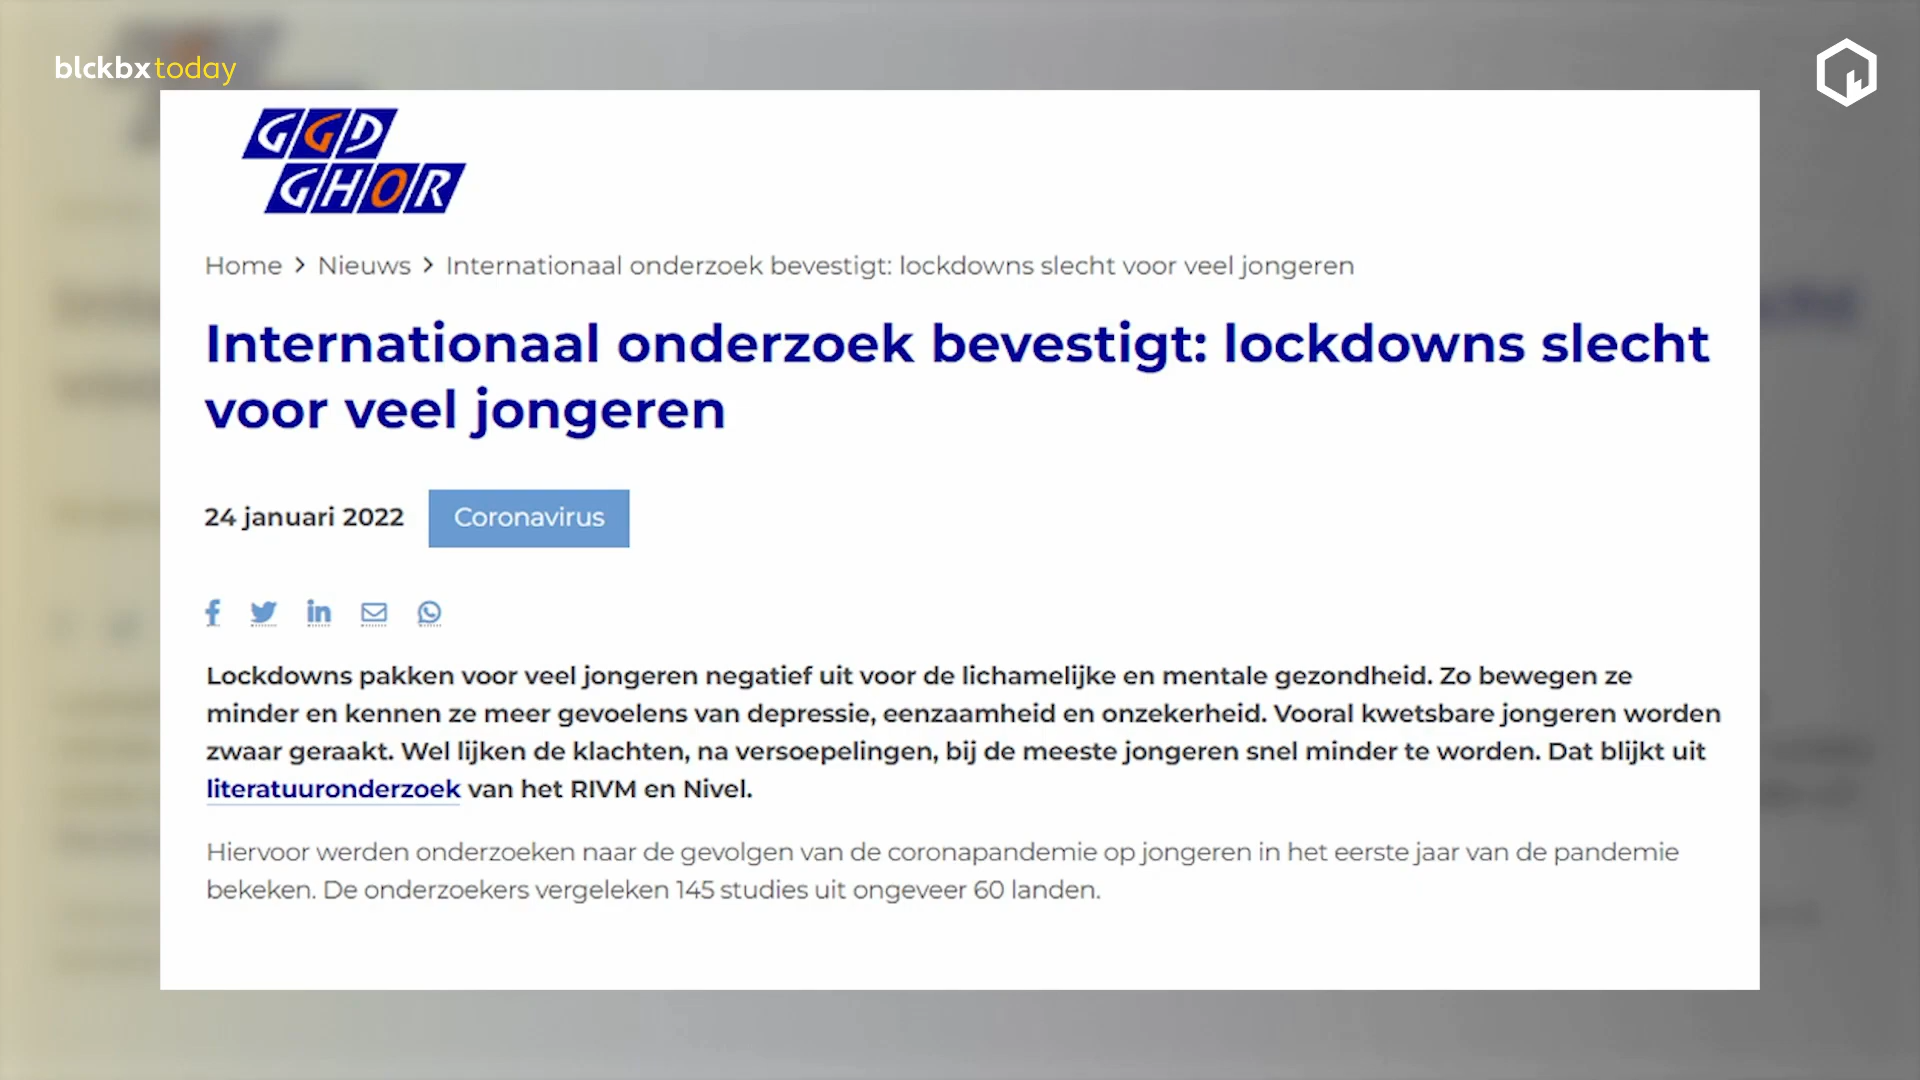 blckbxtoday
GGD
GHOR
Home > Nieuws > Internationaal onderzoek bevestigt: lockdowns slecht voor veel jongeren
Internationaal onderzoek bevestigt: lockdowns slecht
voor veel jongeren
24 januari 2022 Coronavirus
Lockdowns pakken voor veel jongeren negatief uit voor de lichamelijke en mentale gezondheid. Zo bewegen ze
minder en kennen ze meer gevoelens van depressie, eenzaamheid en onzekerheid. Vooral kwetsbare jongeren worden
zwaar geraakt. Wel lijken de klachten, na versoepelingen, bij de meeste jongeren snel minder te worden. Dat blijkt uit
literatuuronderzoek van het RIVM en Nivel.
Hiervoor werden onderzoeken naar de gevolgen van de coronapandemie op jongeren in het eerste jaar van de pandemie
bekeken. De onderzoekers vergeleken 145 studies uit ongeveer 60 landen.